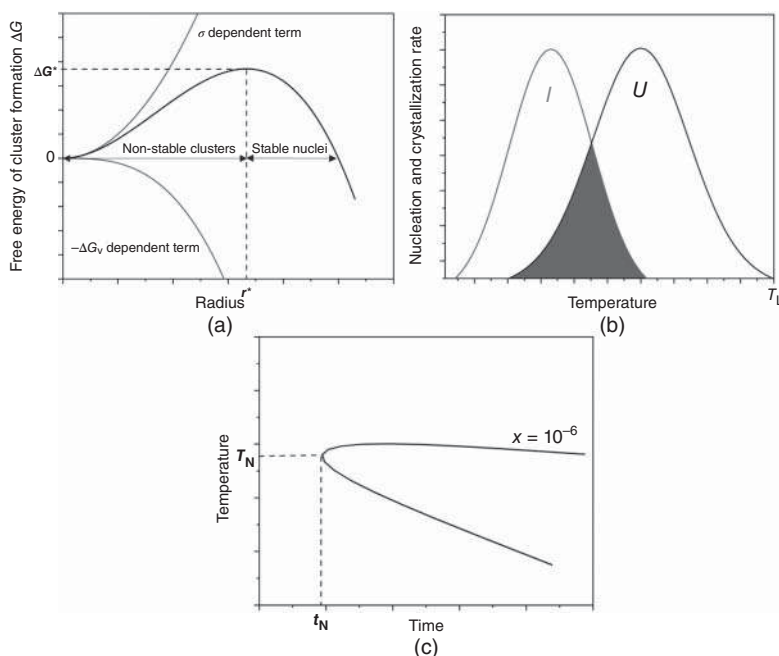 Free energy of cluster formation ΔG
σ dependent term
ΔG*
0
Non-stable clusters
Stable nuclei
−ΔGv dependent term
Radius
r*
(a)
Nucleation and crystallization rate
I
U
Temperature
TL
(b)
Temperature
TN
x = 10−6
tN
Time
(c)